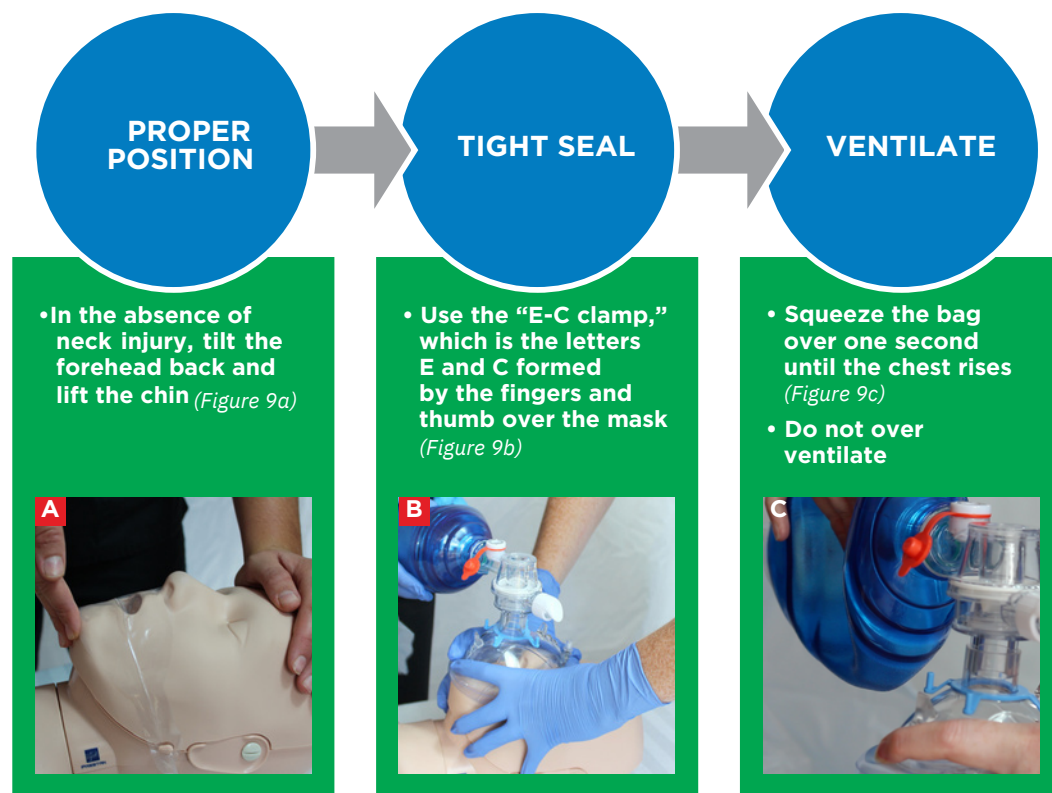 PROPER
POSITION
TIGHT SEAL
VENTILATE
•In the absence of
neck injury, tilt the
forehead back and
lift the chin (Figure 9a)
• Use the “E-C clamp,”
which is the letters
E and C formed
by the fingers and
thumb over the mask
(Figure 9b)
• Squeeze the bag
over one second
until the chest rises
(Figure 9c)
• Do not over
ventilate
A
B
C